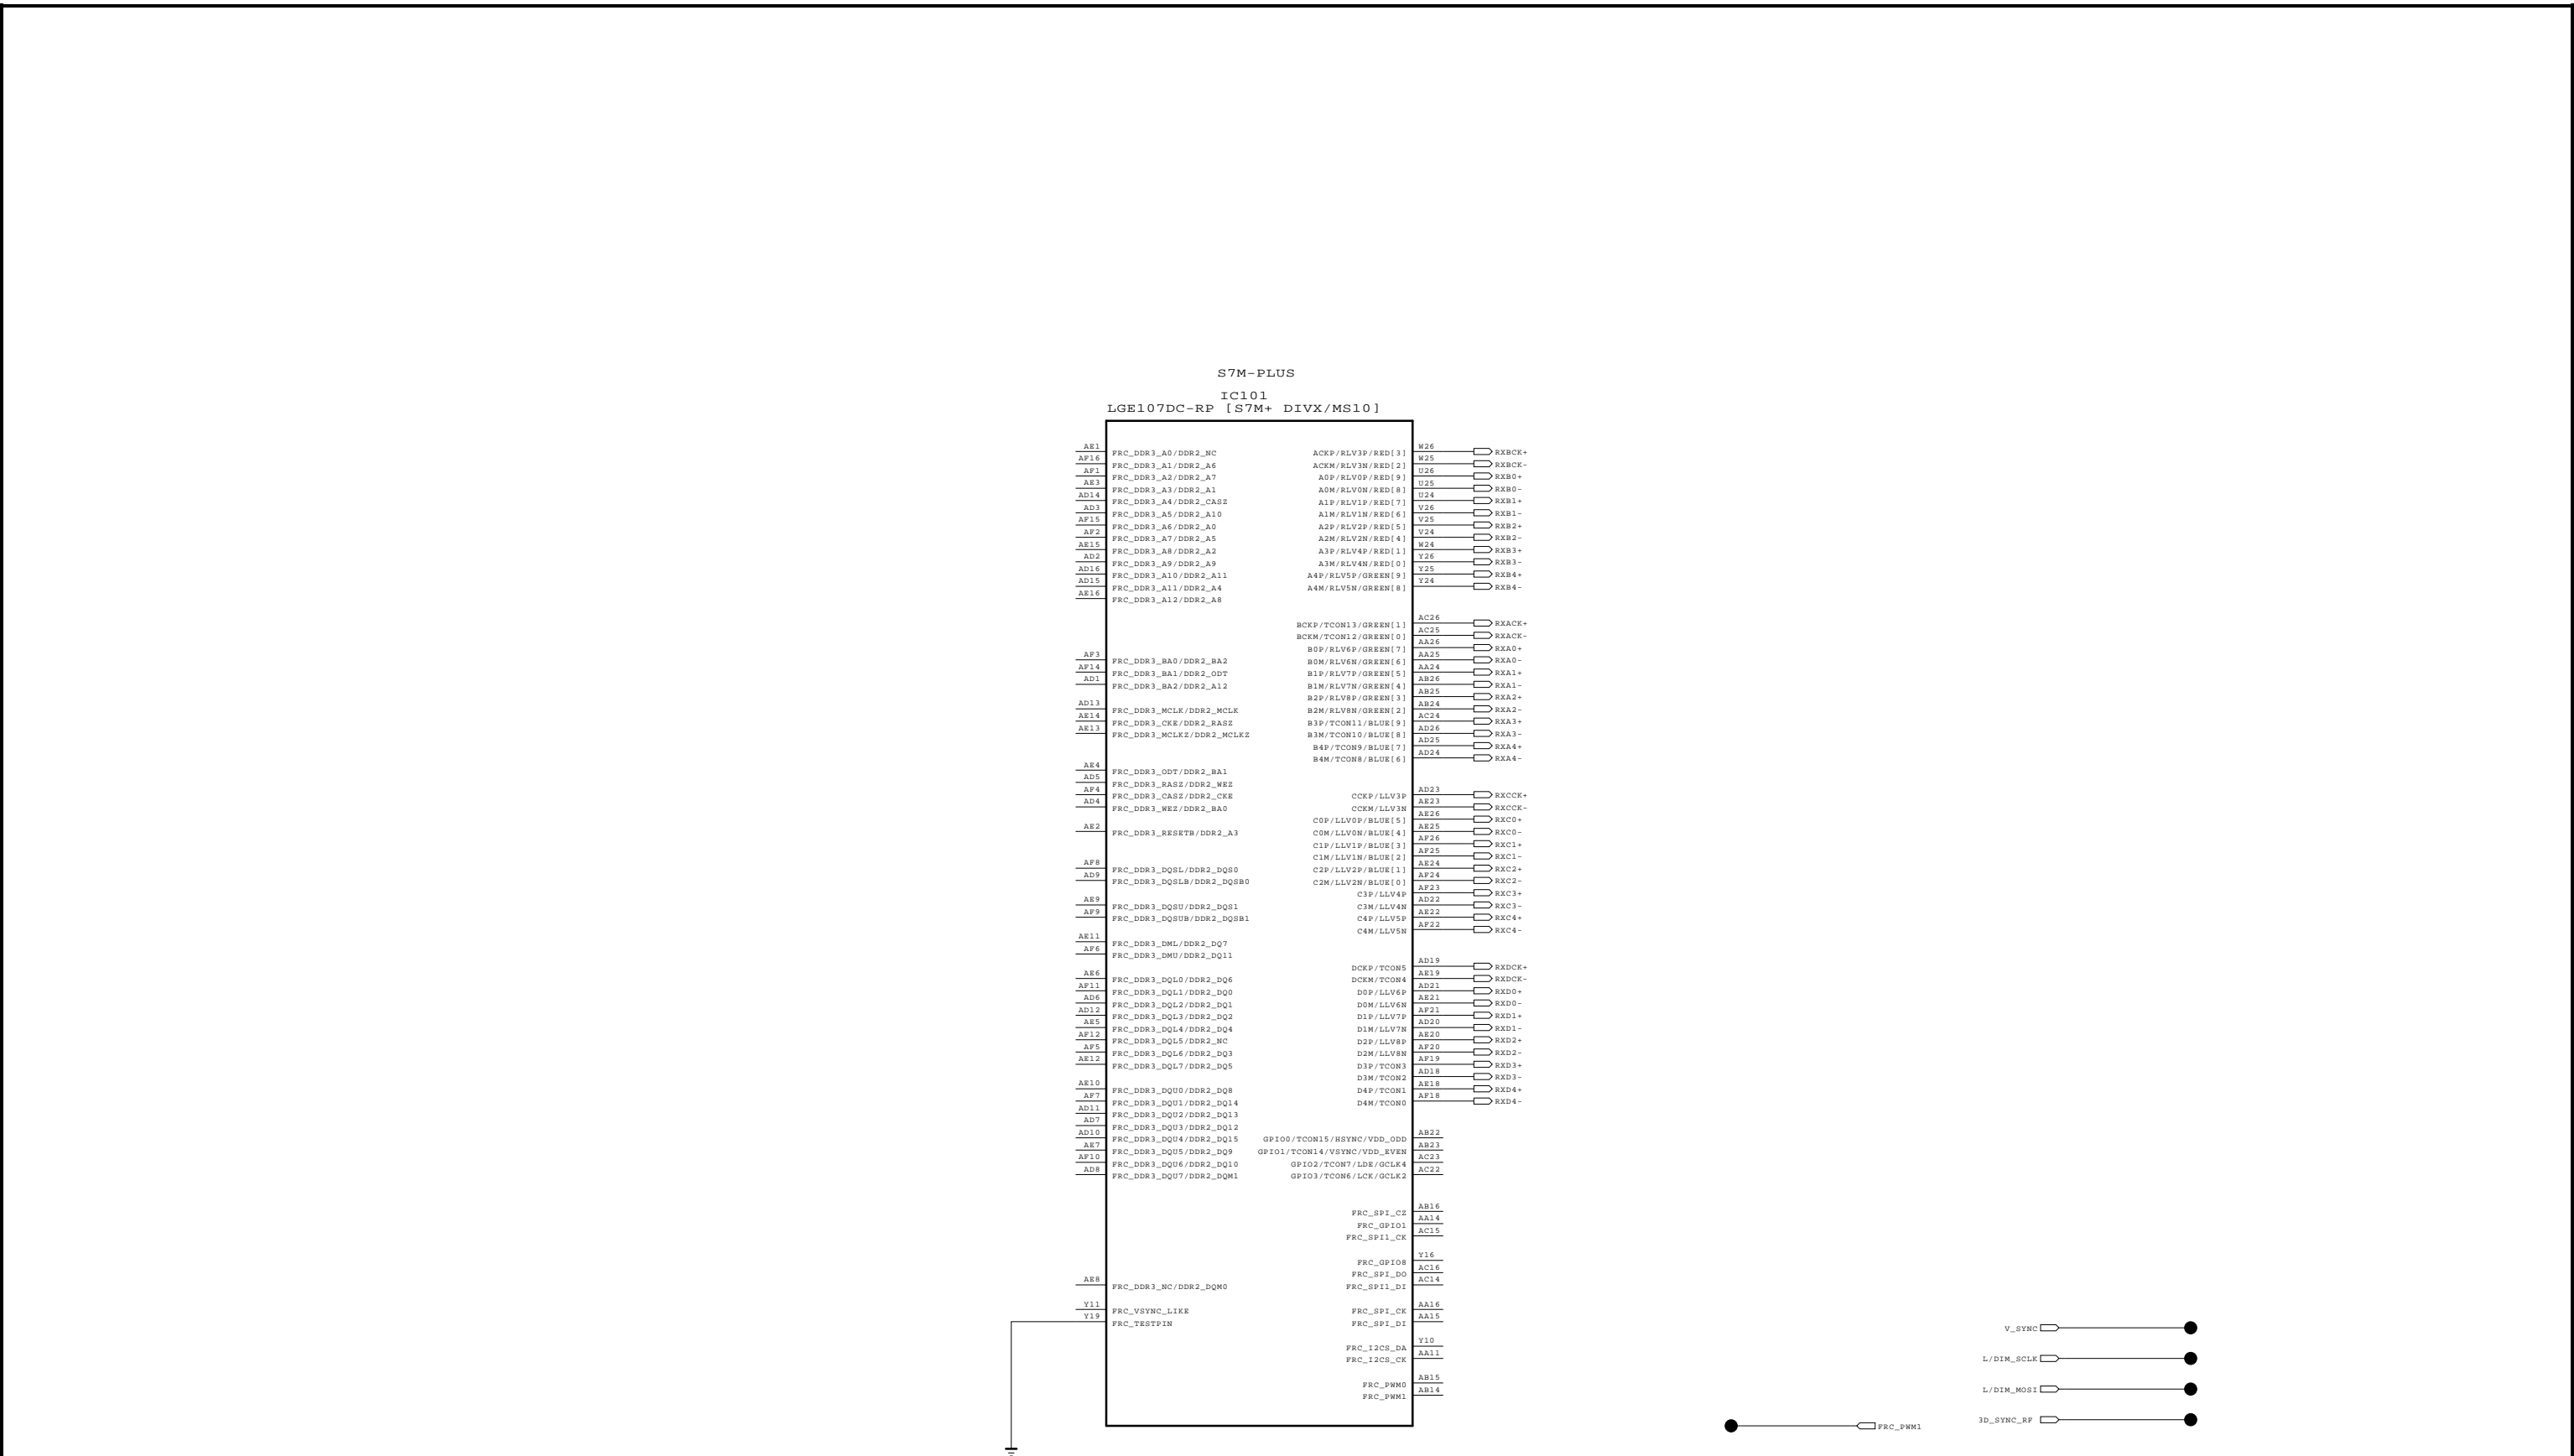 S7M-PLUS
IC101
LGE107DC-RP [S7M+ DIVX/MS10]
AE1 FRC_DDR3_A0/DDR2_NC
AF16 FRC_DDR3_A1/DDR2_A6
AF1 FRC_DDR3_A2/DDR2_A7
AE3 FRC_DDR3_A3/DDR2_A1
AD14 FRC_DDR3_A4/DDR2_CASZ
AD3 FRC_DDR3_A5/DDR2_A10
AF15 FRC_DDR3_A6/DDR2_A0
AF2 FRC_DDR3_A7/DDR2_A5
AE15 FRC_DDR3_A8/DDR2_A2
AD2 FRC_DDR3_A9/DDR2_A9
AD16 FRC_DDR3_A10/DDR2_A11
AD15 FRC_DDR3_A11/DDR2_A4
AE16 FRC_DDR3_A12/DDR2_A8
AF3 FRC_DDR3_BA0/DDR2_BA2
AF14 FRC_DDR3_BA1/DDR2_ODT
AD1 FRC_DDR3_BA2/DDR2_A12
AD13 FRC_DDR3_MCLK/DDR2_MCLK
AE14 FRC_DDR3_CKE/DDR2_RASZ
AE13 FRC_DDR3_MCLKZ/DDR2_MCLKZ
AE4 FRC_DDR3_ODT/DDR2_BA1
AD5 FRC_DDR3_RASZ/DDR2_WEZ
AF4 FRC_DDR3_CASZ/DDR2_CKE
AD4 FRC_DDR3_WEZ/DDR2_BA0
AE2 FRC_DDR3_RESETB/DDR2_A3
AF8 FRC_DDR3_DQSL/DDR2_DQS0
AD9 FRC_DDR3_DQSLB/DDR2_DQSB0
AE9 FRC_DDR3_DQSU/DDR2_DQS1
AF9 FRC_DDR3_DQSUB/DDR2_DQSB1
AE11 FRC_DDR3_DML/DDR2_DQ7
AF6 FRC_DDR3_DMU/DDR2_DQ11
AE6 FRC_DDR3_DQL0/DDR2_DQ6
AF11 FRC_DDR3_DQL1/DDR2_DQ0
AD6 FRC_DDR3_DQL2/DDR2_DQ1
AD12 FRC_DDR3_DQL3/DDR2_DQ2
AE5 FRC_DDR3_DQL4/DDR2_DQ4
AF12 FRC_DDR3_DQL5/DDR2_NC
AF5 FRC_DDR3_DQL6/DDR2_DQ3
AE12 FRC_DDR3_DQL7/DDR2_DQ5
AE10 FRC_DDR3_DQU0/DDR2_DQ8
AF7 FRC_DDR3_DQU1/DDR2_DQ14
AD11 FRC_DDR3_DQU2/DDR2_DQ13
AD7 FRC_DDR3_DQU3/DDR2_DQ12
AD10 FRC_DDR3_DQU4/DDR2_DQ15
AE7 FRC_DDR3_DQU5/DDR2_DQ9
AF10 FRC_DDR3_DQU6/DDR2_DQ10
AD8 FRC_DDR3_DQU7/DDR2_DQM1
AE8 FRC_DDR3_NC/DDR2_DQM0
Y11 FRC_VSYNC_LIKE
Y19 FRC_TESTPIN
ACKP/RLV3P/RED[3] W26 RXBCK+
ACKM/RLV3N/RED[2] W25 RXBCK-
A0P/RLV0P/RED[9] U26 RXB0+
A0M/RLV0N/RED[8] U25 RXB0-
A1P/RLV1P/RED[7] U24 RXB1+
A1M/RLV1N/RED[6] V26 RXB1-
A2P/RLV2P/RED[5] V25 RXB2+
A2M/RLV2N/RED[4] V24 RXB2-
A3P/RLV4P/RED[1] W24 RXB3+
A3M/RLV4N/RED[0] Y26 RXB3-
A4P/RLV5P/GREEN[9] Y25 RXB4+
A4M/RLV5N/GREEN[8] Y24 RXB4-
BCKP/TCON13/GREEN[1] AC26 RXACK+
BCKM/TCON12/GREEN[0] AC25 RXACK-
B0P/RLV6P/GREEN[7] AA26 RXA0+
B0M/RLV6N/GREEN[6] AA25 RXA0-
B1P/RLV7P/GREEN[5] AA24 RXA1+
B1M/RLV7N/GREEN[4] AB26 RXA1-
B2P/RLV8P/GREEN[3] AB25 RXA2+
B2M/RLV8N/GREEN[2] AB24 RXA2-
B3P/TCON11/BLUE[9] AC24 RXA3+
B3M/TCON10/BLUE[8] AD26 RXA3-
B4P/TCON9/BLUE[7] AD25 RXA4+
B4M/TCON8/BLUE[6] AD24 RXA4-
CCKP/LLV3P AD23 RXCCK+
CCKM/LLV3N AE23 RXCCK-
C0P/LLV0P/BLUE[5] AE26 RXC0+
C0M/LLV0N/BLUE[4] AE25 RXC0-
C1P/LLV1P/BLUE[3] AF26 RXC1+
C1M/LLV1N/BLUE[2] AF25 RXC1-
C2P/LLV2P/BLUE[1] AE24 RXC2+
C2M/LLV2N/BLUE[0] AF24 RXC2-
C3P/LLV4P AF23 RXC3+
C3M/LLV4N AD22 RXC3-
C4P/LLV5P AE22 RXC4+
C4M/LLV5N AF22 RXC4-
DCKP/TCON5 AD19 RXDCK+
DCKM/TCON4 AE19 RXDCK-
D0P/LLV6P AD21 RXD0+
D0M/LLV6N AE21 RXD0-
D1P/LLV7P AF21 RXD1+
D1M/LLV7N AD20 RXD1-
D2P/LLV8P AE20 RXD2+
D2M/LLV8N AF20 RXD2-
D3P/TCON3 AF19 RXD3+
D3M/TCON2 AD18 RXD3-
D4P/TCON1 AE18 RXD4+
D4M/TCON0 AF18 RXD4-
GPIO0/TCON15/HSYNC/VDD_ODD AB22
GPIO1/TCON14/VSYNC/VDD_EVEN AB23
GPIO2/TCON7/LDE/GCLK4 AC23
GPIO3/TCON6/LCK/GCLK2 AC22
FRC_SPI_CZ AB16
FRC_GPIO1 AA14
FRC_SPI1_CK AC15
FRC_GPIO8 Y16
FRC_SPI_DO AC16
FRC_SPI1_DI AC14
FRC_SPI_CK AA16
FRC_SPI_DI AA15
FRC_I2CS_DA Y10
FRC_I2CS_CK AA11
FRC_PWM0 AB15
FRC_PWM1 AB14
FRC_PWM1
V_SYNC
L/DIM_SCLK
L/DIM_MOSI
3D_SYNC_RF